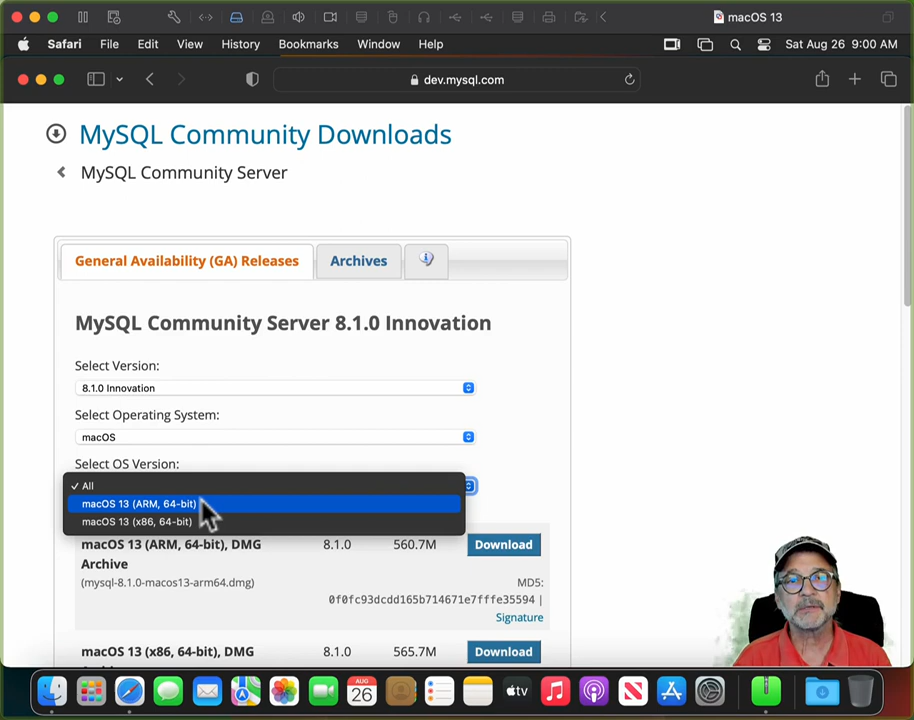 macOS 13
Safari File Edit View History Bookmarks Window Help Sat Aug 26 9:00 AM
dev.mysql.com
MySQL Community Downloads
MySQL Community Server
General Availability (GA) Releases Archives
MySQL Community Server 8.1.0 Innovation
Select Version:
8.1.0 Innovation
Select Operating System:
macOS
Select OS Version:
✓ All
macOS 13 (ARM, 64-bit)
macOS 13 (x86, 64-bit)
macOS 13 (ARM, 64-bit), DMG 8.1.0 560.7M Download
Archive
(mysql-8.1.0-macos13-arm64.dmg) MD5:
0f0fc93dcdd165b714671e7fffe35594 |
Signature
macOS 13 (x86, 64-bit), DMG 8.1.0 565.7M Download
AUG
26
tv